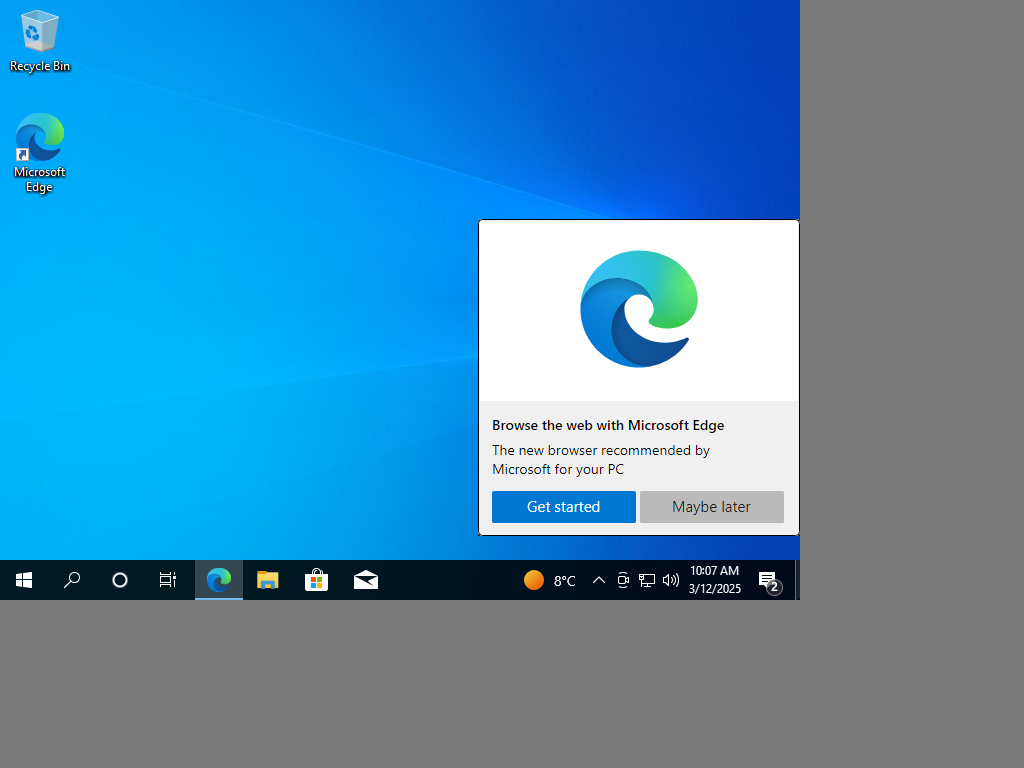 Recycle Bin
Microsoft
Edge
Browse the web with Microsoft Edge
The new browser recommended by
Microsoft for your PC
Get started
Maybe later
8°C
10:07 AM
3/12/2025
2